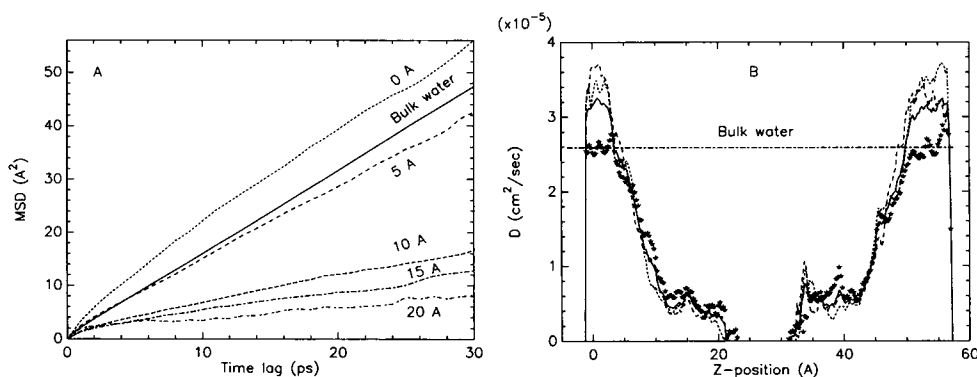 (x10⁻⁵)
A
MSD (A²)
50
40
30
20
10
0
0 A
Bulk water
5 A
10 A
15 A
20 A
0
10
20
30
Time lag (ps)
B
D (cm²/sec)
4
3
2
1
0
Bulk water
0
20
40
60
Z-position (A)